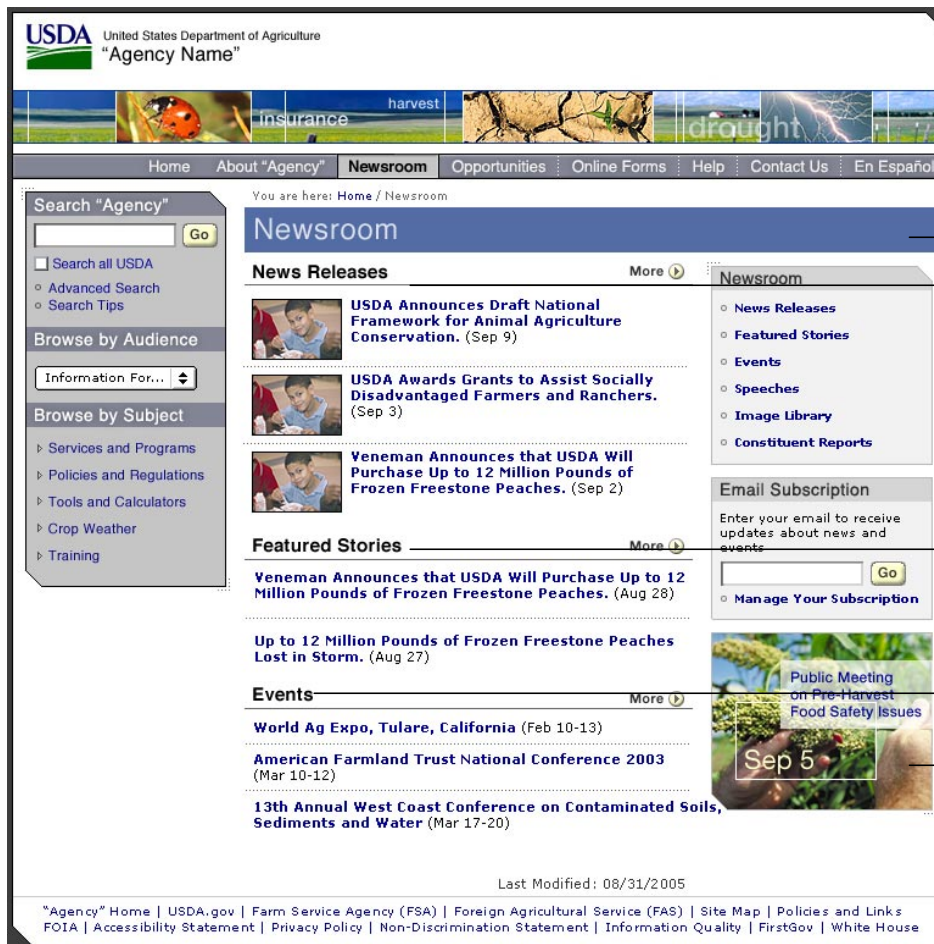 USDA
United States Department of Agriculture
“Agency Name”
insurance
harvest
drought
Home
About “Agency”
Newsroom
Opportunities
Online Forms
Help
Contact Us
En Español
Search “Agency”
Go
Search all USDA
Advanced Search
Search Tips
Browse by Audience
Information For...
Browse by Subject
Services and Programs
Policies and Regulations
Tools and Calculators
Crop Weather
Training
You are here: Home / Newsroom
Newsroom
News Releases
More
USDA Announces Draft National
Framework for Animal Agriculture
Conservation. (Sep 9)
USDA Awards Grants to Assist Socially
Disadvantaged Farmers and Ranchers.
(Sep 3)
Veneman Announces that USDA Will
Purchase Up to 12 Million Pounds of
Frozen Freestone Peaches. (Sep 2)
Featured Stories
More
Veneman Announces that USDA Will Purchase Up to 12
Million Pounds of Frozen Freestone Peaches. (Aug 28)
Up to 12 Million Pounds of Frozen Freestone Peaches
Lost in Storm. (Aug 27)
Events
More
World Ag Expo, Tulare, California (Feb 10-13)
American Farmland Trust National Conference 2003
(Mar 10-12)
13th Annual West Coast Conference on Contaminated Soils,
Sediments and Water (Mar 17-20)
Newsroom
News Releases
Featured Stories
Events
Speeches
Image Library
Constituent Reports
Email Subscription
Enter your email to receive
updates about news and
events
Go
Manage Your Subscription
Public Meeting
on Pre-Harvest
Food Safety Issues
Sep 5
Last Modified: 08/31/2005
“Agency” Home | USDA.gov | Farm Service Agency (FSA) | Foreign Agricultural Service (FAS) | Site Map | Policies and Links
FOIA | Accessibility Statement | Privacy Policy | Non-Discrimination Statement | Information Quality | FirstGov | White House